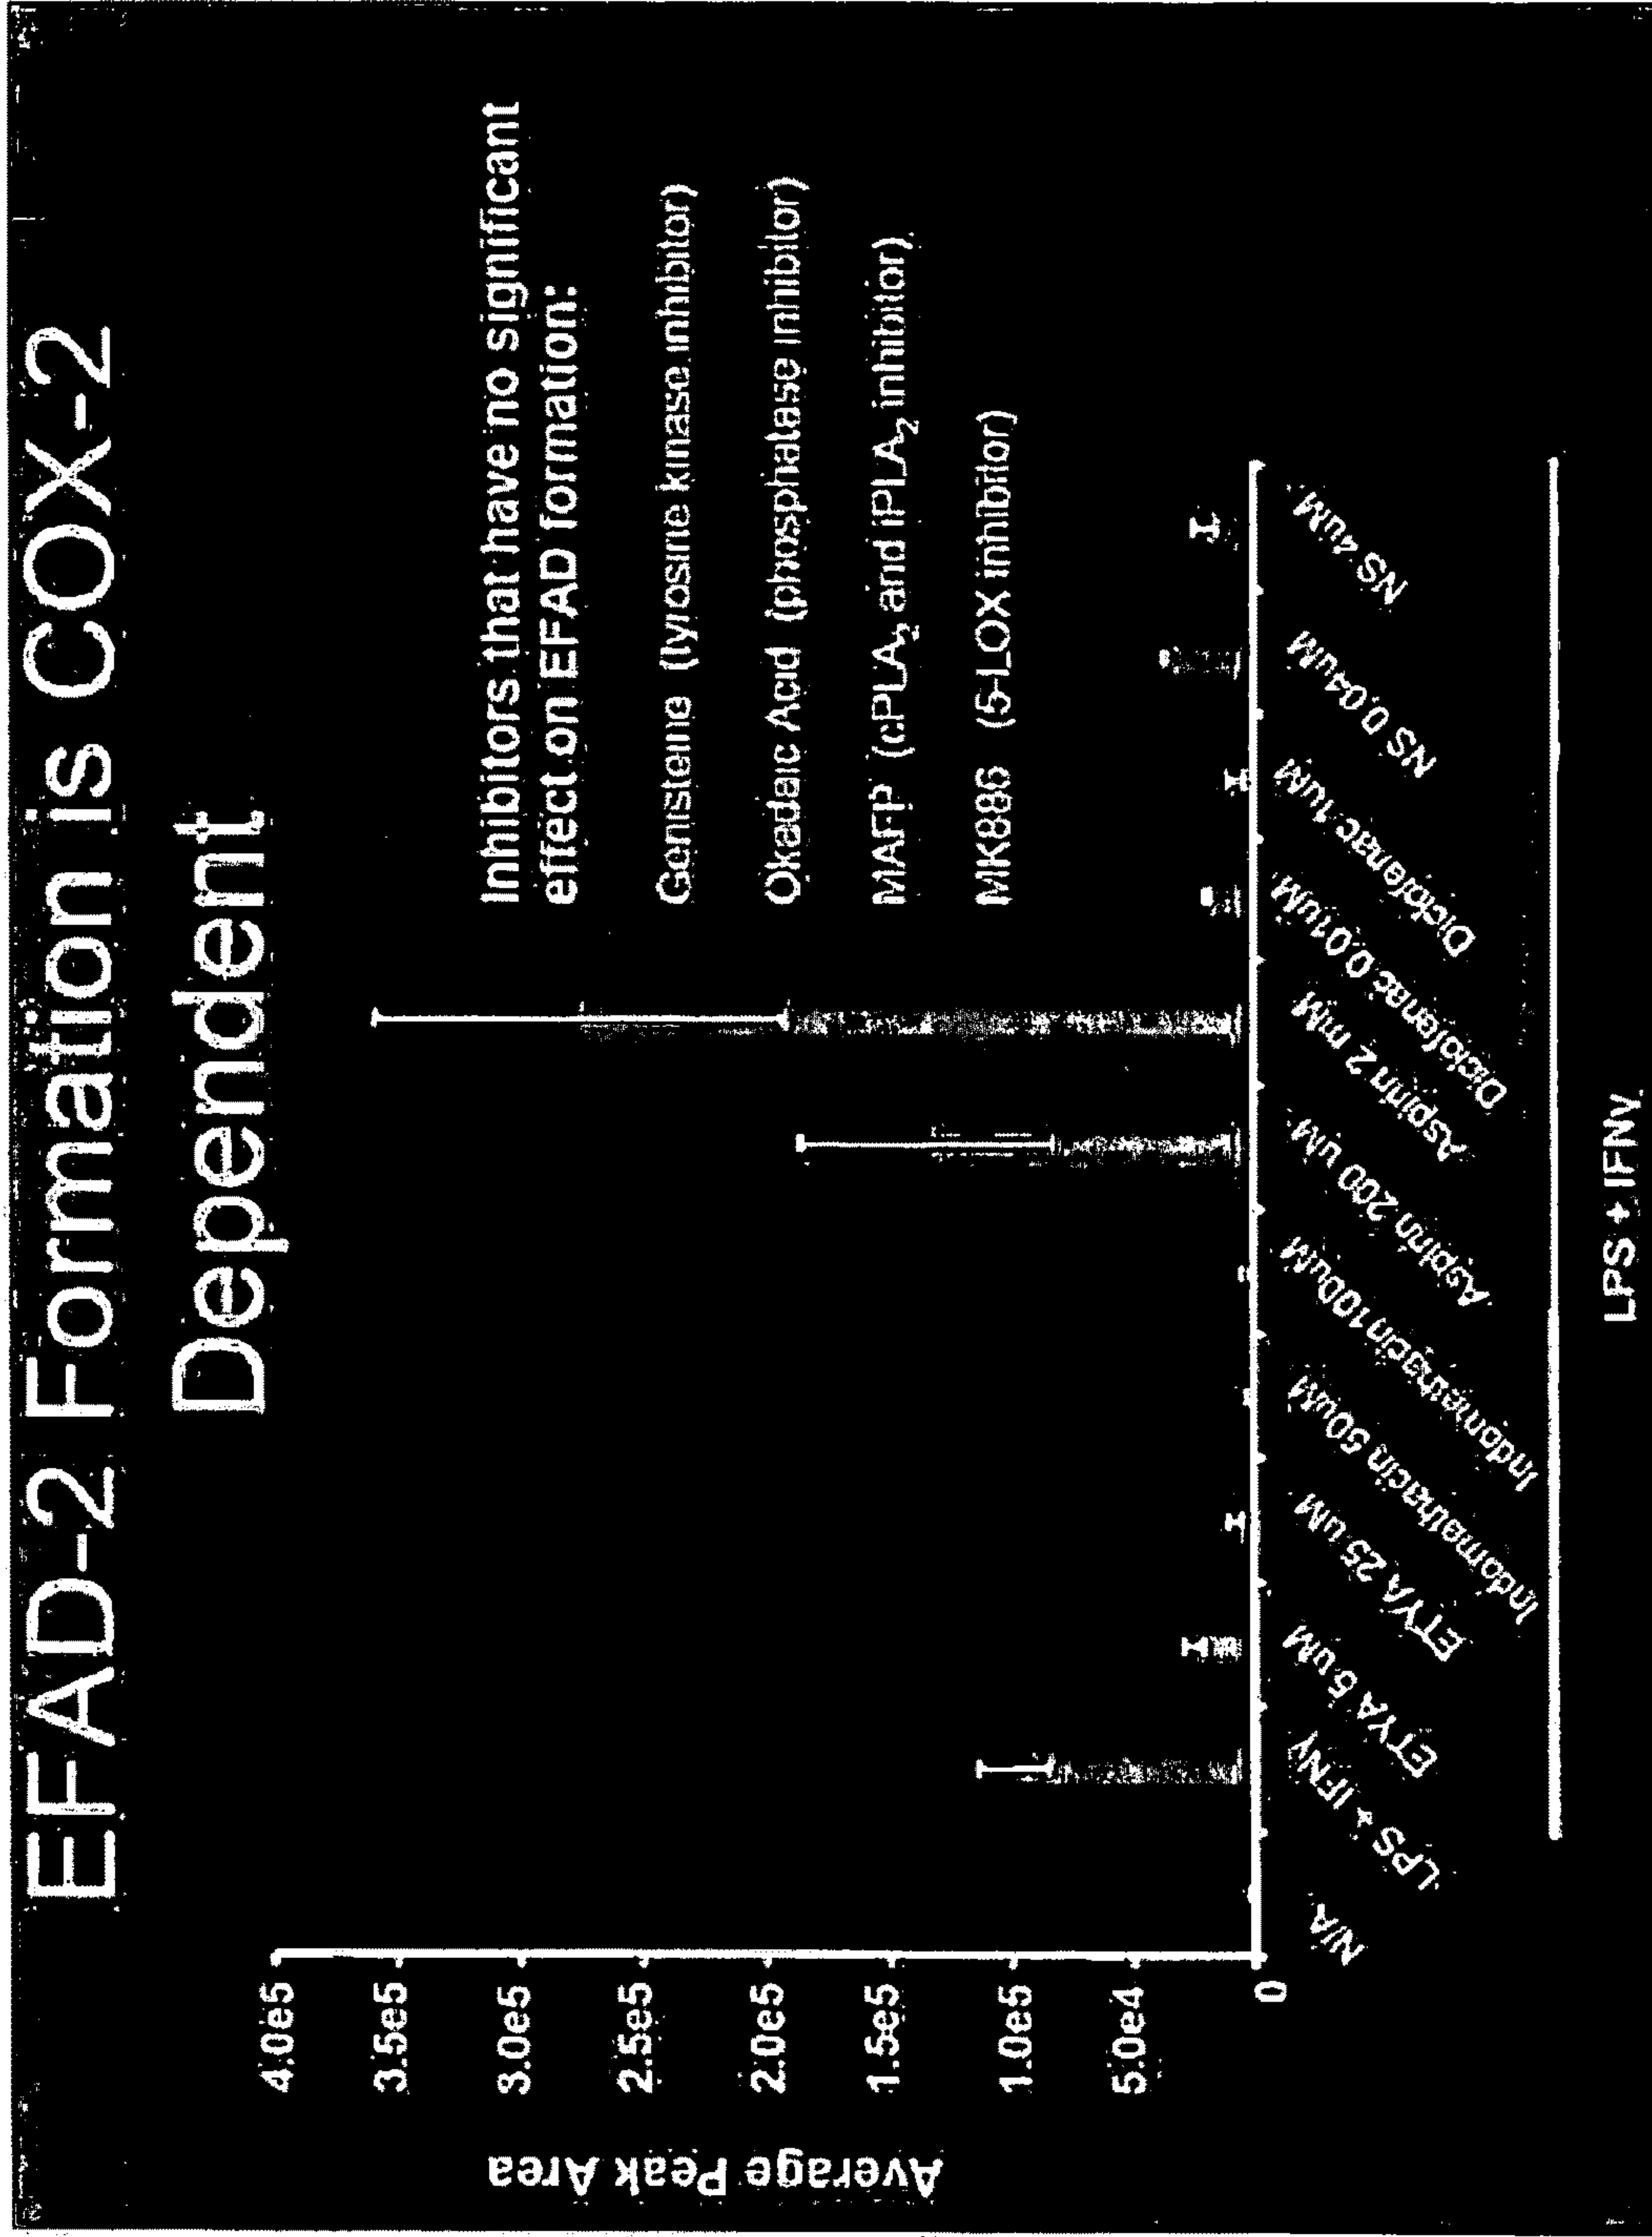 EFAD-2 Formation is COX-2
Dependent
Inhibitors that have no significant
effect on EFAD formation:
Genisteine (tyrosine kinase inhibitor)
Okadaic Acid (phosphatase inhibitor)
MAFP (cPLA₂ and iPLA₂ inhibitor)
MK886 (5-LOX inhibitor)
Average Peak Area
4.0e5
3.5e5
3.0e5
2.5e5
2.0e5
1.5e5
1.0e5
5.0e4
0
N/A
LPS + IFNγ
ETYA 5 uM
ETYA 25 uM
Indomethacin 50uM
Indomethacin 100uM
Aspirin 200 uM
Aspirin 2 mM
Diclofenac 0.01uM
Diclofenac 1uM
NS 0.04uM
NS 4uM
LPS + IFNγ